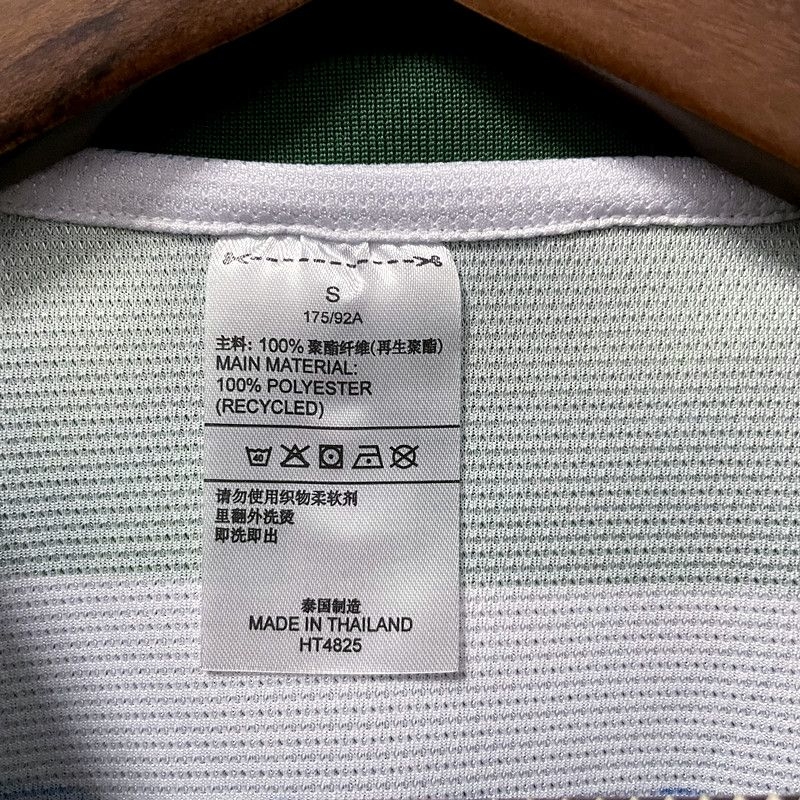 S
175/92A
主料: 100% 聚酯纤维(再生聚酯)
MAIN MATERIAL:
100% POLYESTER
(RECYCLED)
40
请勿使用织物柔软剂
里翻外洗烫
即洗即出
泰国制造
MADE IN THAILAND
HT4825